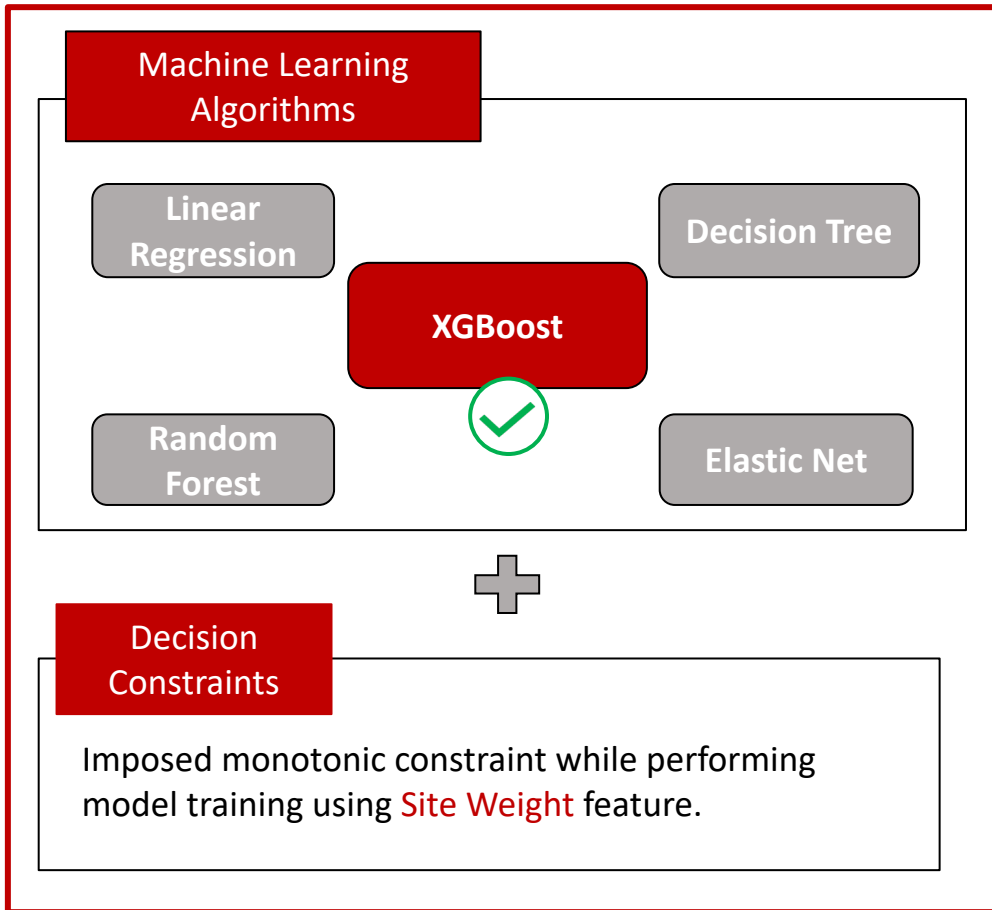 Machine Learning
Algorithms
Linear
Regression
Decision Tree
XGBoost
Random
Forest
Elastic Net
Decision
Constraints
Imposed monotonic constraint while performing
model training using Site Weight feature.